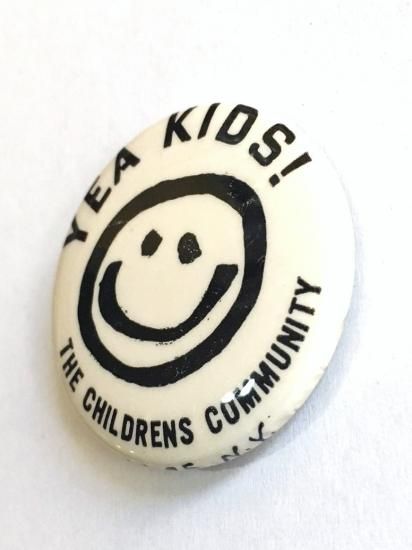 YEA KIDS!
THE CHILDRENS COMMUNITY
N.Y.